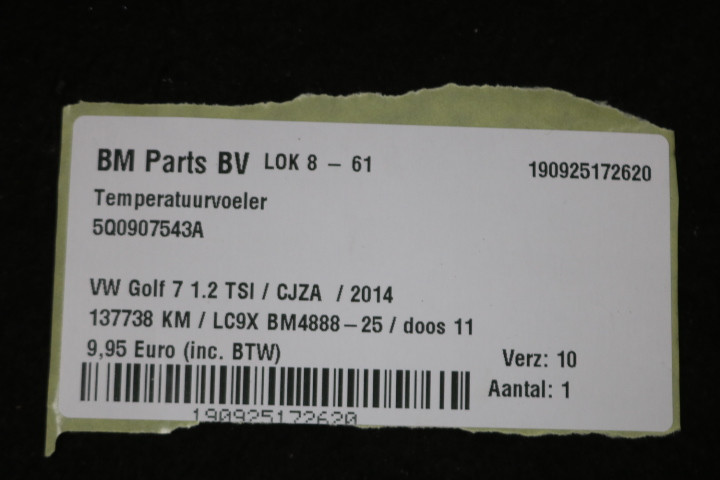 BM Parts BV LOK 8 - 61 190925172620
Temperatuurvoeler
5Q0907543A
VW Golf 7 1.2 TSI / CJZA / 2014
137738 KM / LC9X BM4888-25 / doos 11
9,95 Euro (inc. BTW) Verz: 10
Aantal: 1
190925172620